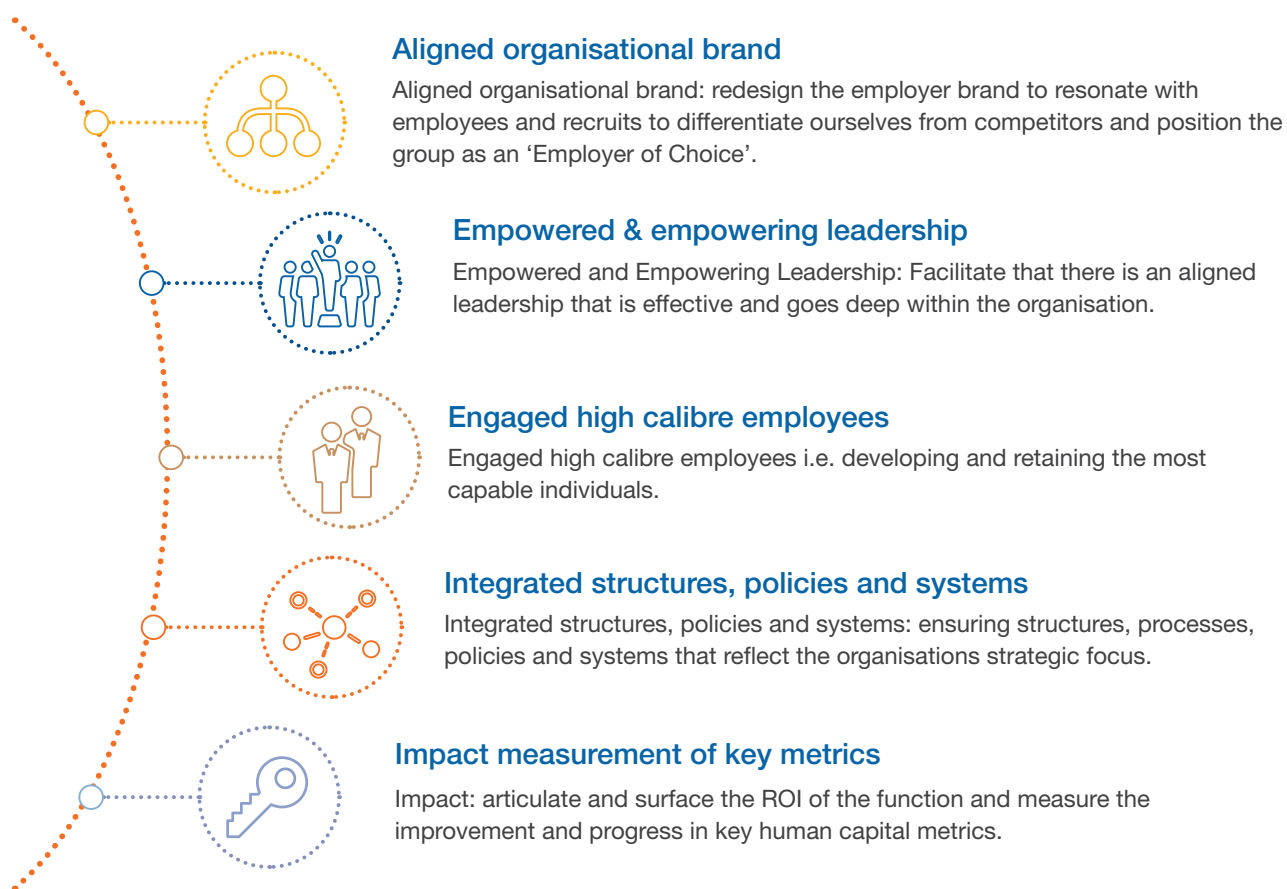 Aligned organisational brand
Aligned organisational brand: redesign the employer brand to resonate with
employees and recruits to differentiate ourselves from competitors and position the
group as an ‘Employer of Choice’.
Empowered & empowering leadership
Empowered and Empowering Leadership: Facilitate that there is an aligned
leadership that is effective and goes deep within the organisation.
Engaged high calibre employees
Engaged high calibre employees i.e. developing and retaining the most
capable individuals.
Integrated structures, policies and systems
Integrated structures, policies and systems: ensuring structures, processes,
policies and systems that reflect the organisations strategic focus.
Impact measurement of key metrics
Impact: articulate and surface the ROI of the function and measure the
improvement and progress in key human capital metrics.